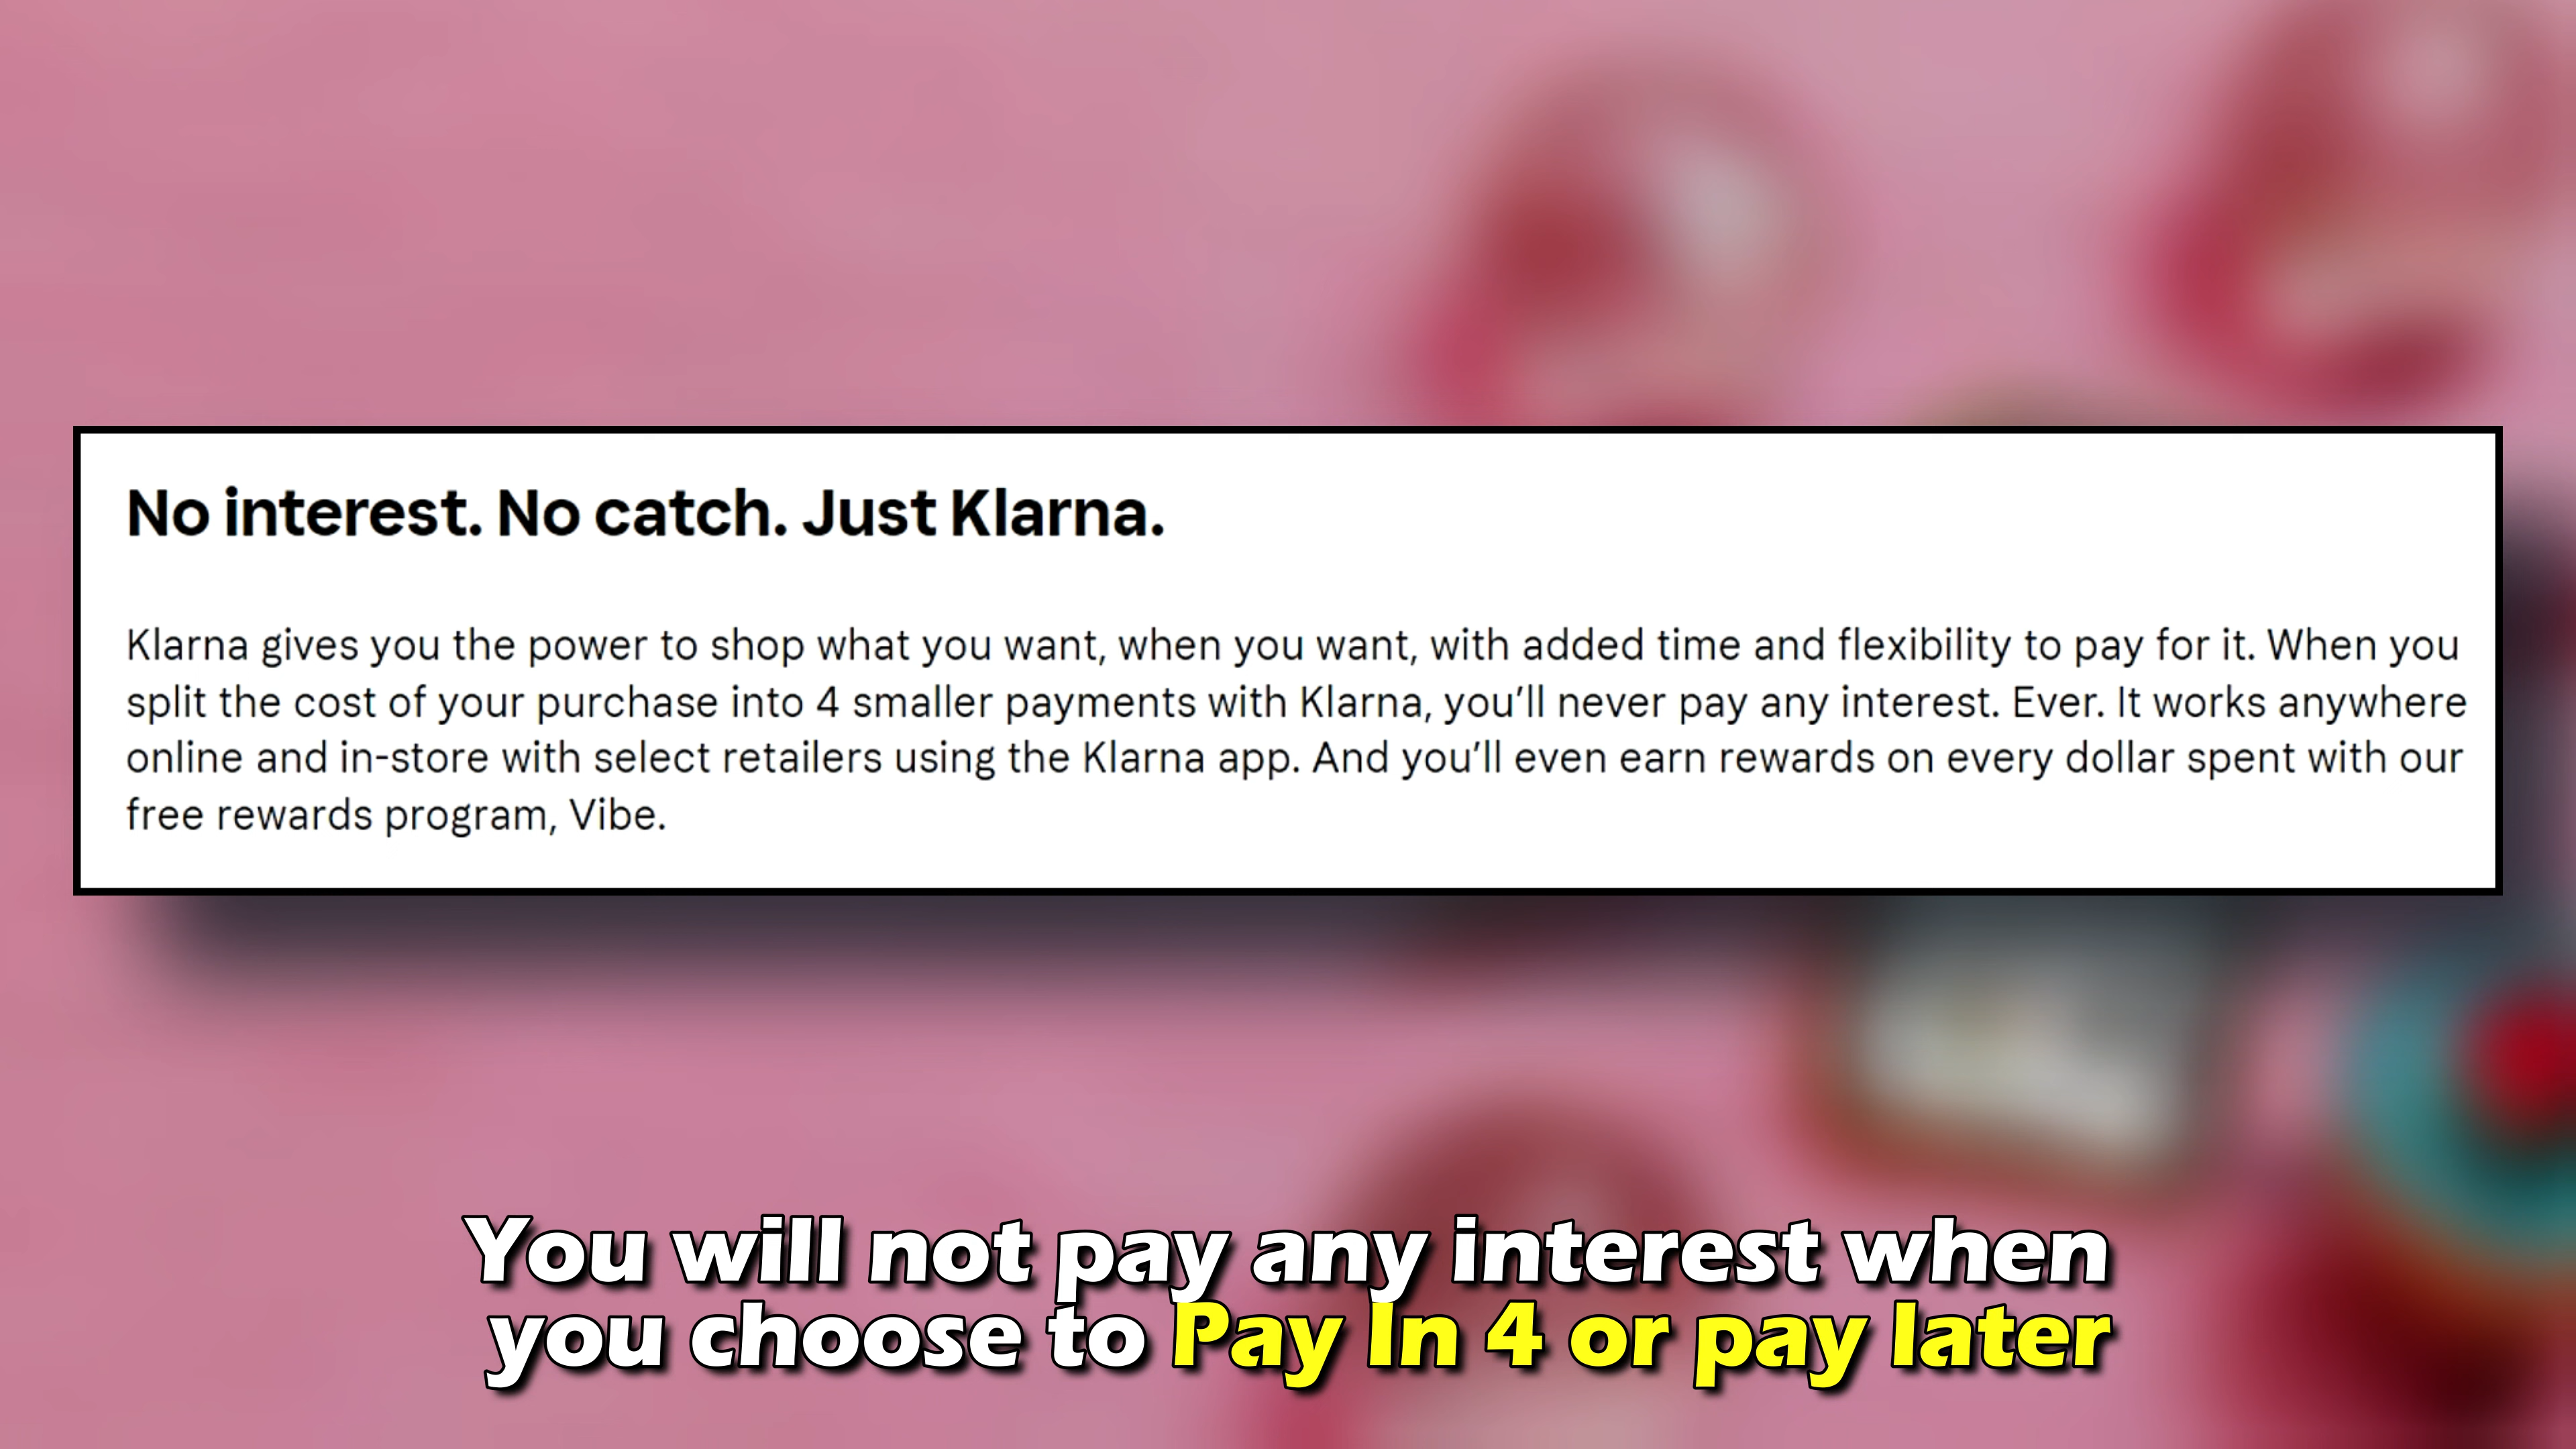 No interest. No catch. Just Klarna.
Klarna gives you the power to shop what you want, when you want, with added time and flexibility to pay for it. When you
split the cost of your purchase into 4 smaller payments with Klarna, you’ll never pay any interest. Ever. It works anywhere
online and in-store with select retailers using the Klarna app. And you’ll even earn rewards on every dollar spent with our
free rewards program, Vibe.
You will not pay any interest when
you choose to Pay In 4 or pay later